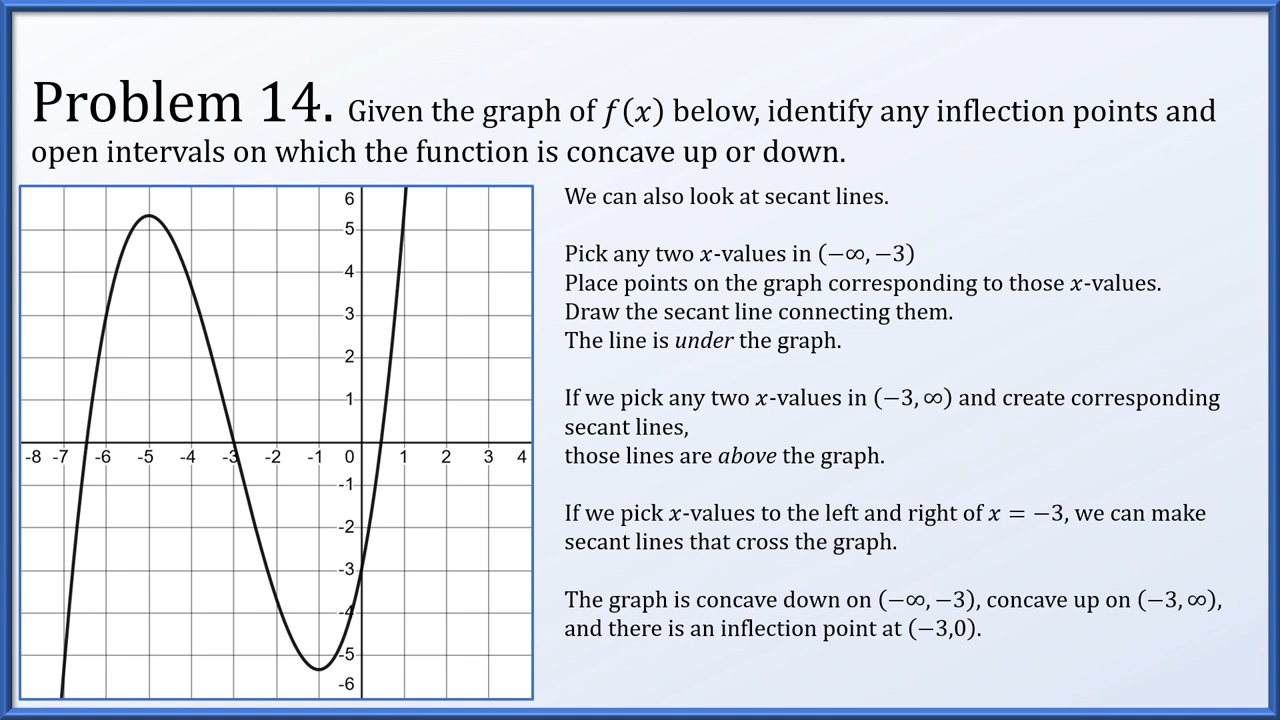 Problem 14. Given the graph of f(x) below, identify any inflection points and
open intervals on which the function is concave up or down.
We can also look at secant lines.
Pick any two x-values in (−∞, −3)
Place points on the graph corresponding to those x-values.
Draw the secant line connecting them.
The line is under the graph.
If we pick any two x-values in (−3, ∞) and create corresponding
secant lines,
those lines are above the graph.
If we pick x-values to the left and right of x = −3, we can make
secant lines that cross the graph.
The graph is concave down on (−∞, −3), concave up on (−3, ∞),
and there is an inflection point at (−3,0).
6
5
4
3
2
1
-8 -7 -6 -5 -4 -3 -2 -1 0 1 2 3 4
-1
-2
-3
-4
-5
-6